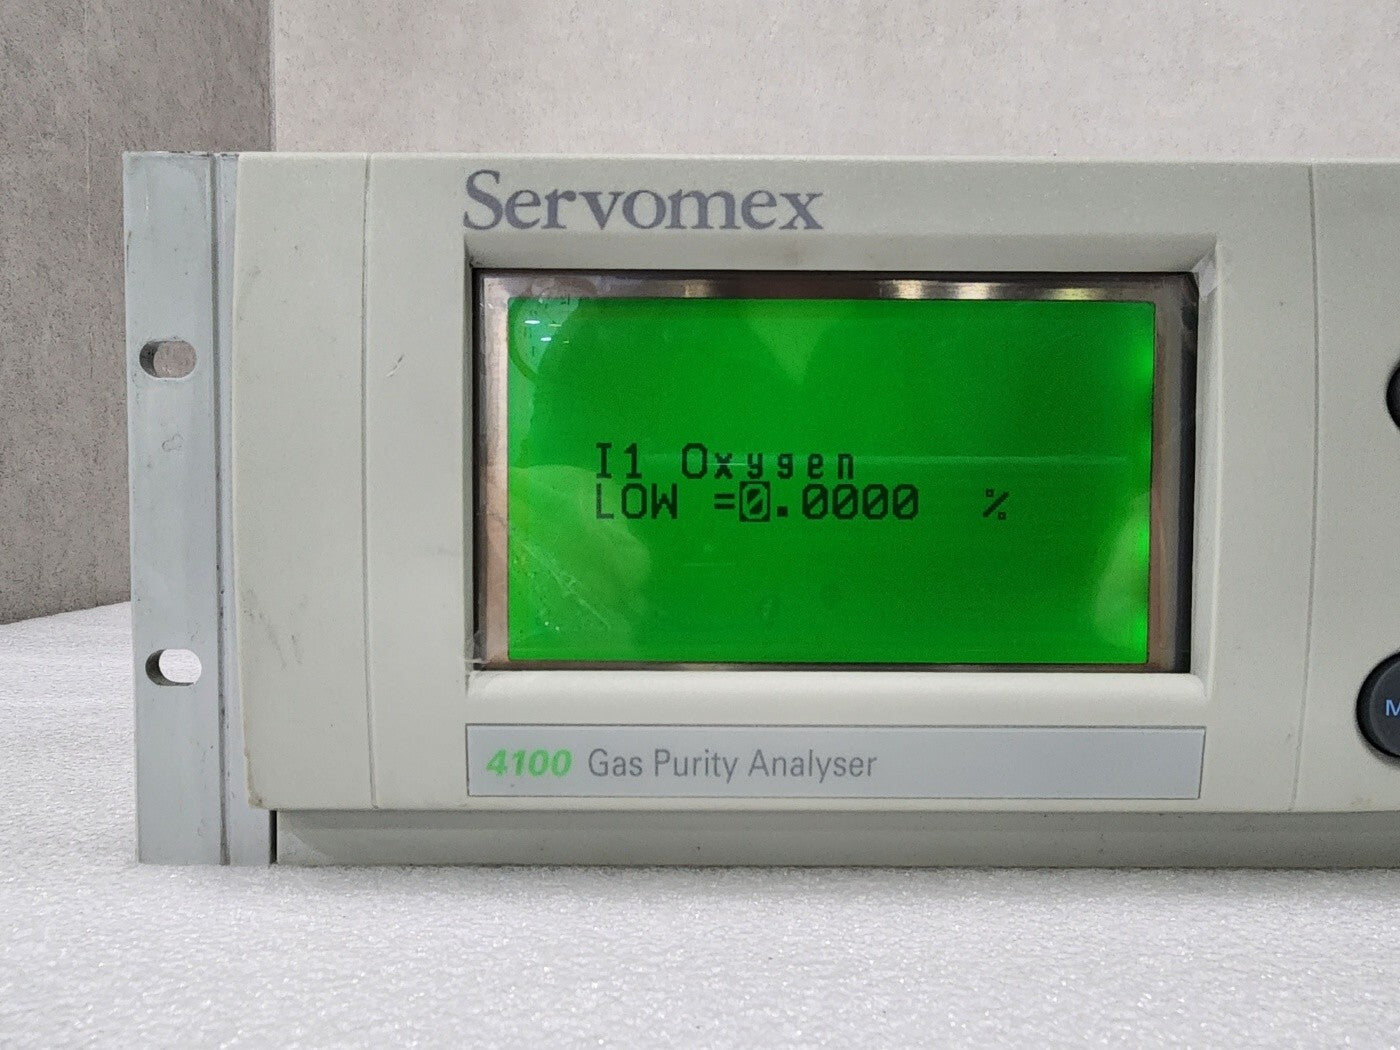 Servomex
I1 Oxygen
LOW =0.0000 %
4100 Gas Purity Analyser
M